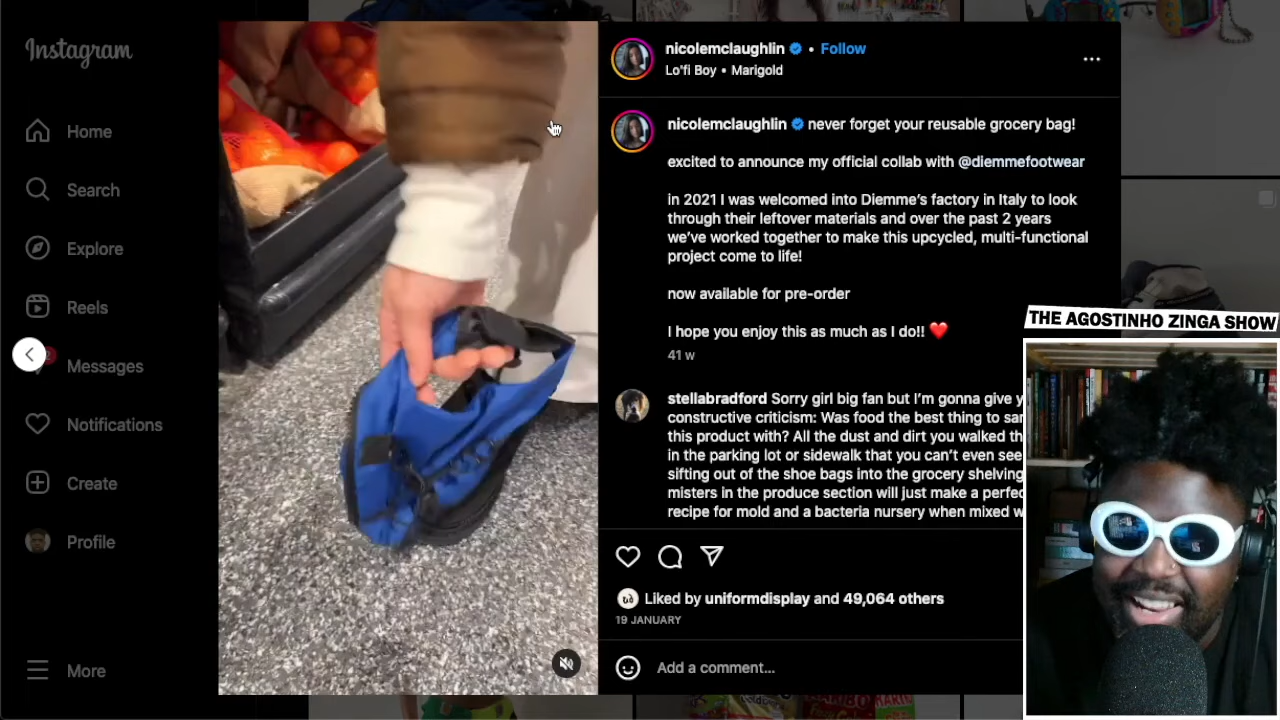 Instagram
Home
Search
Explore
Reels
Messages
Notifications
Create
Profile
More
nicolemclaughlin • Follow
Lo'fi Boy • Marigold
nicolemclaughlin never forget your reusable grocery bag!
excited to announce my official collab with @diemmefootwear
in 2021 I was welcomed into Diemme's factory in Italy to look
through their leftover materials and over the past 2 years
we've worked together to make this upcycled, multi-functional
project come to life!
now available for pre-order
I hope you enjoy this as much as I do!!
41 w
stellabradford Sorry girl big fan but I'm gonna give y
constructive criticism: Was food the best thing to
this product with? All the dust and dirt you walked
in the parking lot or sidewalk that you can't even see
sifting out of the shoe bags into the grocery shelving
misters in the produce section will just make a
recipe for mold and a bacteria nursery when mixed
Liked by uniformdisplay and 49,064 others
19 JANUARY
Add a comment...
THE AGOSTINHO ZINGA SHOW